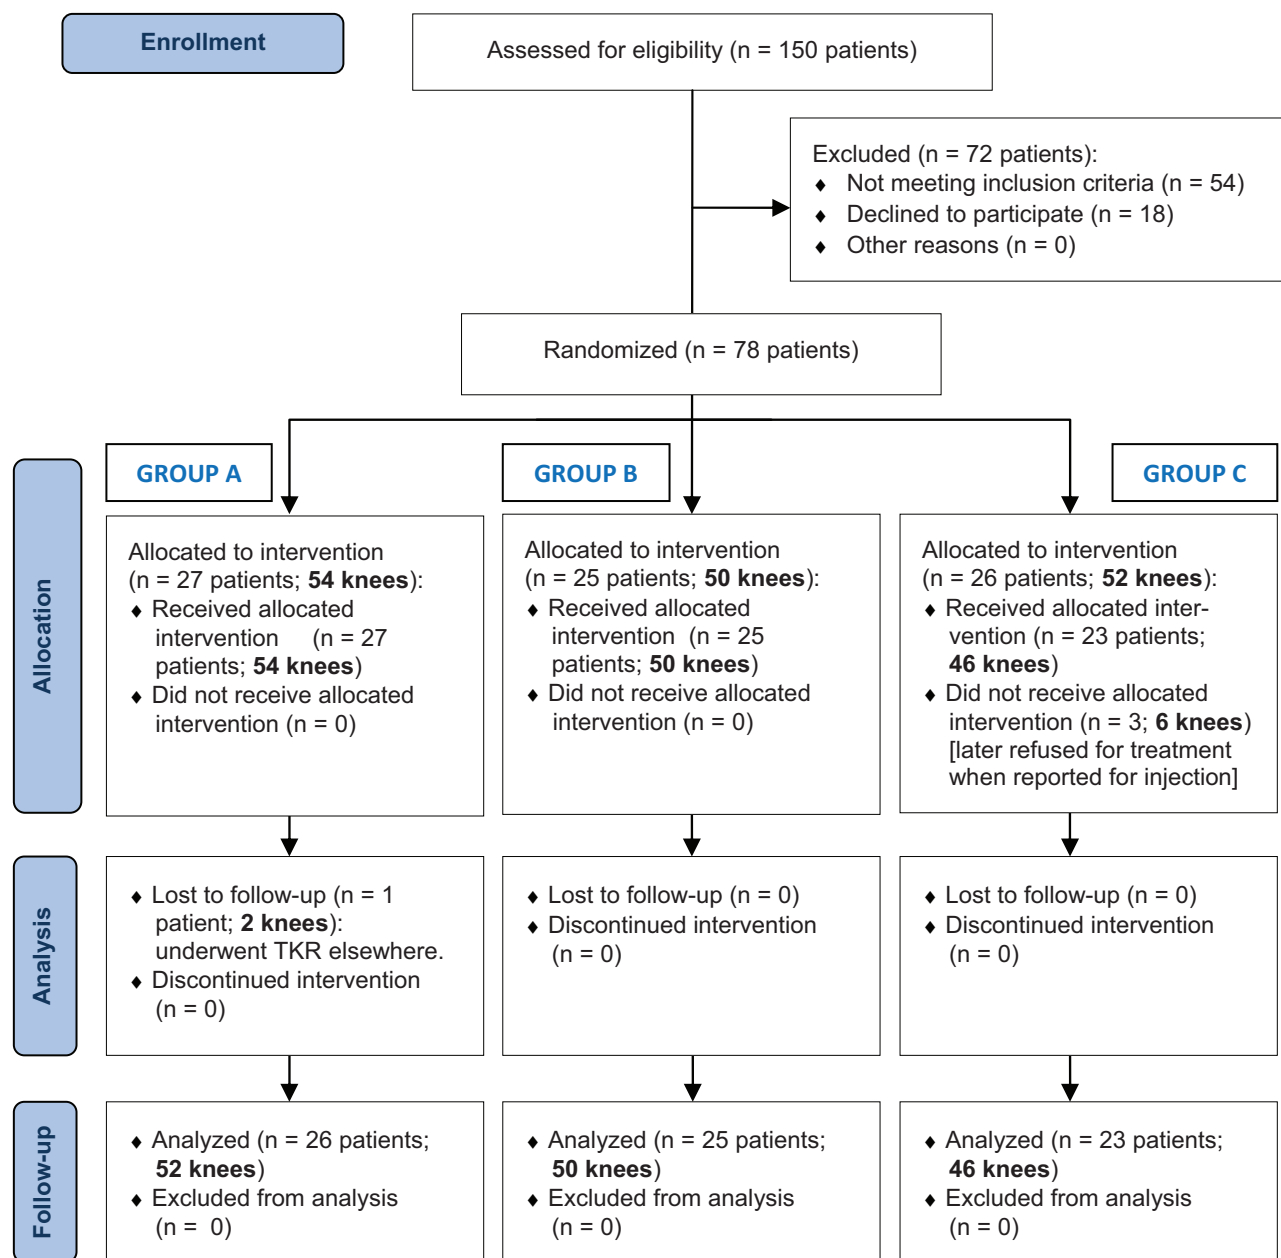 Enrollment
Assessed for eligibility (n = 150 patients)
Excluded (n = 72 patients):
♦ Not meeting inclusion criteria (n = 54)
♦ Declined to participate (n = 18)
♦ Other reasons (n = 0)
Randomized (n = 78 patients)
Allocation
GROUP A
Allocated to intervention
(n = 27 patients; 54 knees):
♦ Received allocated
intervention (n = 27
patients; 54 knees)
♦ Did not receive allocated
intervention (n = 0)
GROUP B
Allocated to intervention
(n = 25 patients; 50 knees):
♦ Received allocated
intervention (n = 25
patients; 50 knees)
♦ Did not receive allocated
intervention (n = 0)
GROUP C
Allocated to intervention
(n = 26 patients; 52 knees):
♦ Received allocated inter-
vention (n = 23 patients;
46 knees)
♦ Did not receive allocated
intervention (n = 3; 6 knees)
[later refused for treatment
when reported for injection]
Analysis
♦ Lost to follow-up (n = 1
patient; 2 knees):
underwent TKR elsewhere.
♦ Discontinued intervention
(n = 0)
♦ Lost to follow-up (n = 0)
♦ Discontinued intervention
(n = 0)
♦ Lost to follow-up (n = 0)
♦ Discontinued intervention
(n = 0)
Follow-up
♦ Analyzed (n = 26 patients;
52 knees)
♦ Excluded from analysis
(n = 0)
♦ Analyzed (n = 25 patients;
50 knees)
♦ Excluded from analysis
(n = 0)
♦ Analyzed (n = 23 patients;
46 knees)
♦ Excluded from analysis
(n = 0)